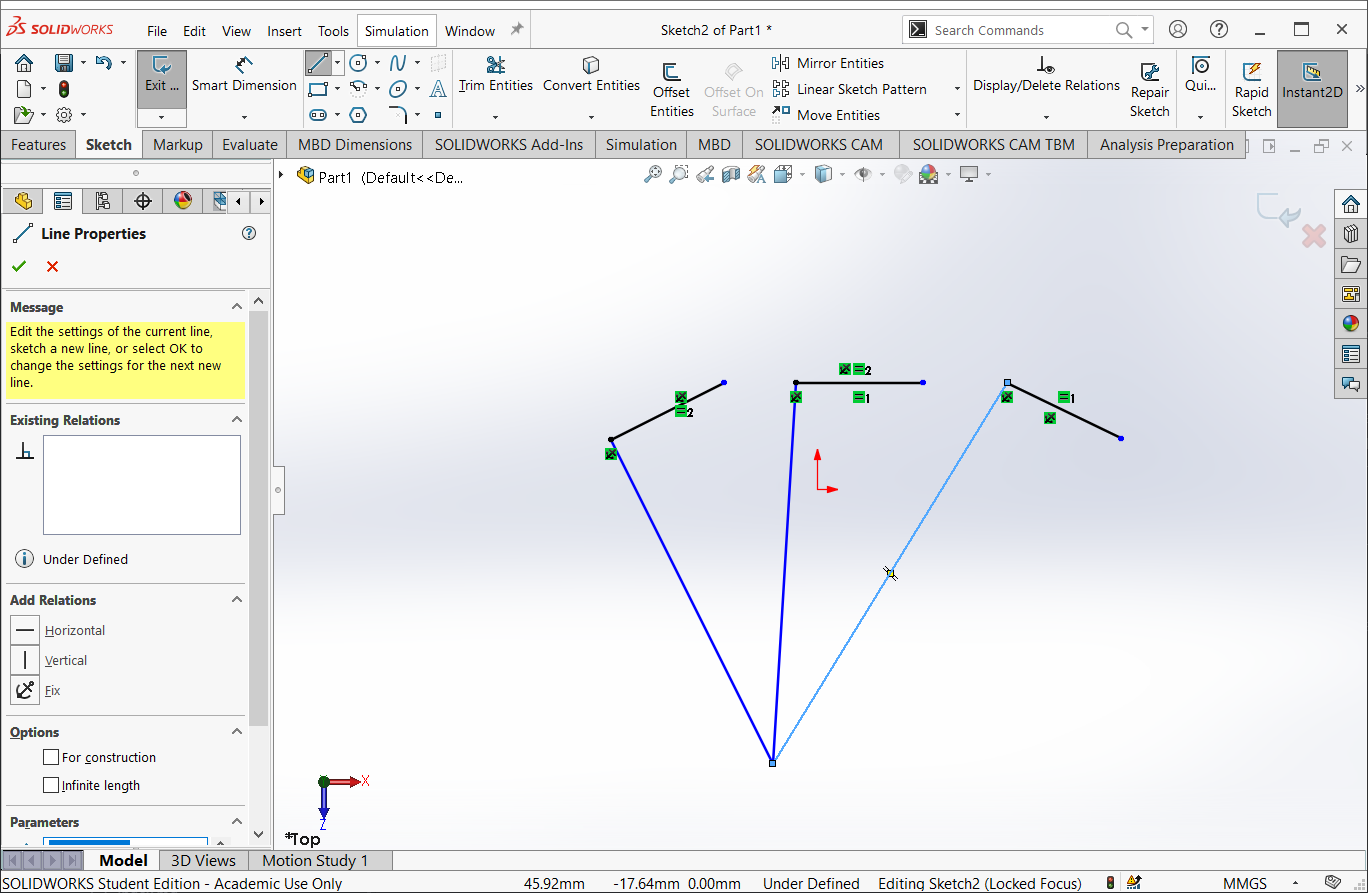 SOLIDWORKS File Edit View Insert Tools Simulation Window Sketch2 of Part1 * Search Commands
Exit ... Smart Dimension Trim Entities Convert Entities Offset Entities Offset On Surface Mirror Entities Linear Sketch Pattern Move Entities Display/Delete Relations Repair Sketch Qui... Rapid Sketch Instant2D
Features Sketch Markup Evaluate MBD Dimensions SOLIDWORKS Add-Ins Simulation MBD SOLIDWORKS CAM SOLIDWORKS CAM TBM Analysis Preparation
Part1 (Default<<De...
Line Properties
Message
Edit the settings of the current line,
sketch a new line, or select OK to
change the settings for the next new
line.
Existing Relations
Under Defined
Add Relations
Horizontal
Vertical
Fix
Options
For construction
Infinite length
Parameters
2
2
1
1
X
Z
*Top
Model 3D Views Motion Study 1
SOLIDWORKS Student Edition - Academic Use Only 45.92mm -17.64mm 0.00mm Under Defined Editing Sketch2 (Locked Focus) MMGS